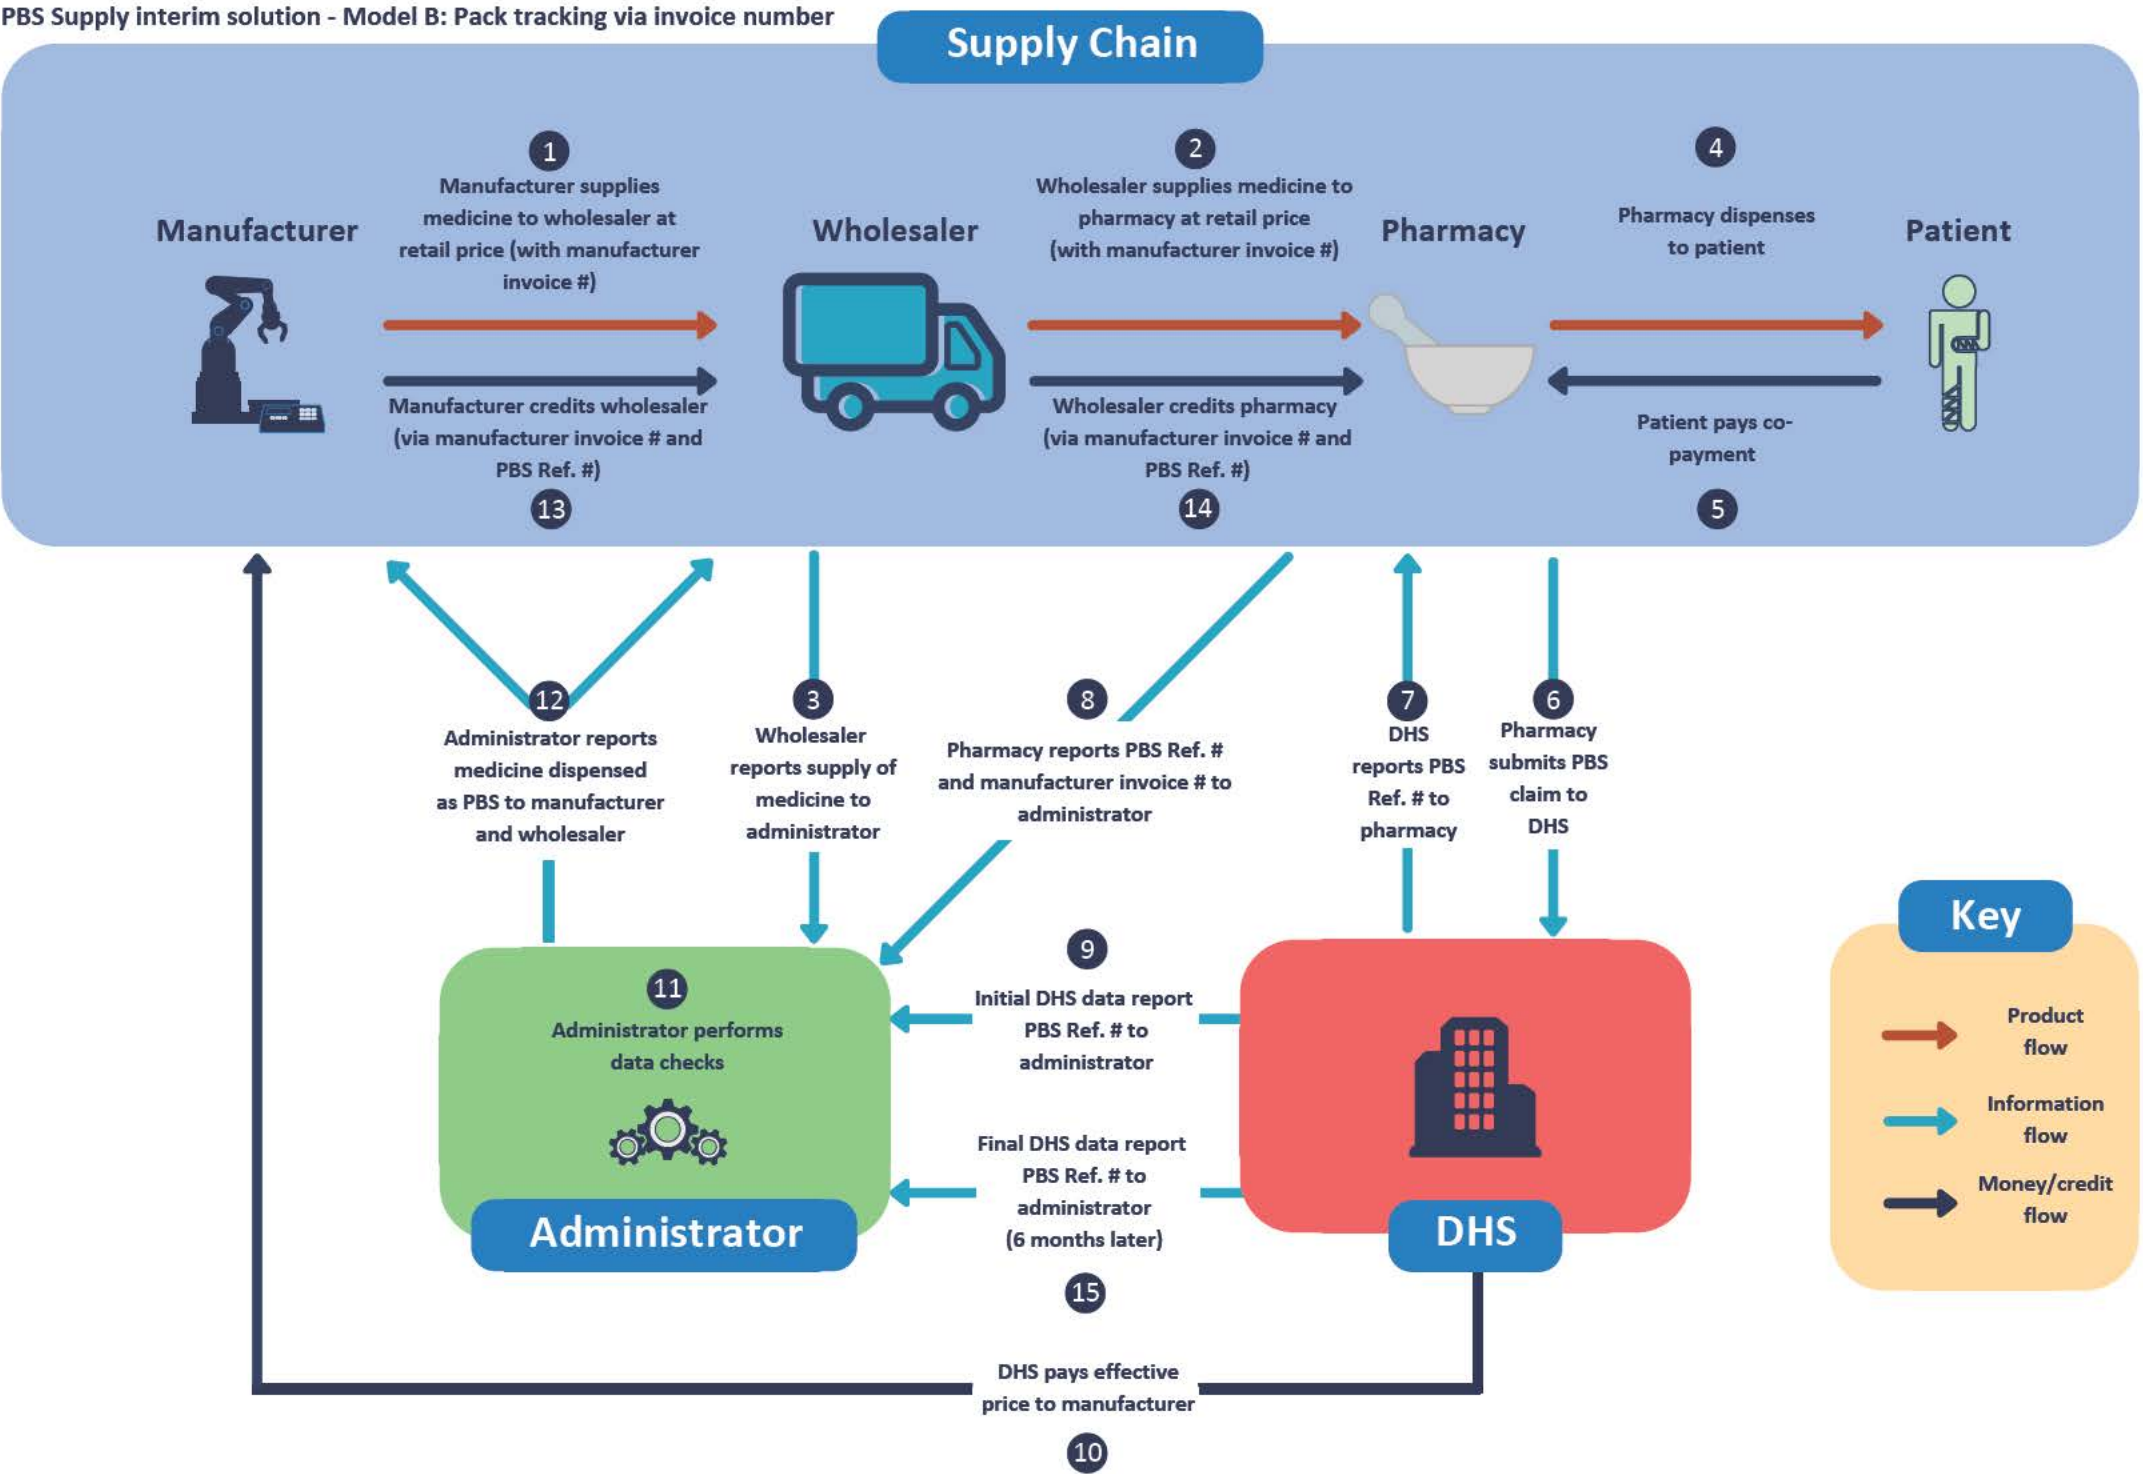 PBS Supply interim solution - Model B: Pack tracking via invoice number
Supply Chain
1
Manufacturer supplies
medicine to wholesaler at
retail price (with manufacturer
invoice #)
2
Wholesaler supplies medicine to
pharmacy at retail price
(with manufacturer invoice #)
4
Pharmacy dispenses
to patient
Manufacturer
Wholesaler
Pharmacy
Patient
Manufacturer credits wholesaler
(via manufacturer invoice # and
PBS Ref. #)
13
Wholesaler credits pharmacy
(via manufacturer invoice # and
PBS Ref. #)
14
Patient pays co-
payment
5
12
Administrator reports
medicine dispensed
as PBS to manufacturer
and wholesaler
3
Wholesaler
reports supply of
medicine to
administrator
8
Pharmacy reports PBS Ref. #
and manufacturer invoice # to
administrator
7
DHS
reports PBS
Ref. # to
pharmacy
6
Pharmacy
submits PBS
claim to
DHS
11
Administrator performs
data checks
Administrator
9
Initial DHS data report
PBS Ref. # to
administrator
Final DHS data report
PBS Ref. # to
administrator
(6 months later)
15
DHS
DHS pays effective
price to manufacturer
10
Key
Product
flow
Information
flow
Money/credit
flow